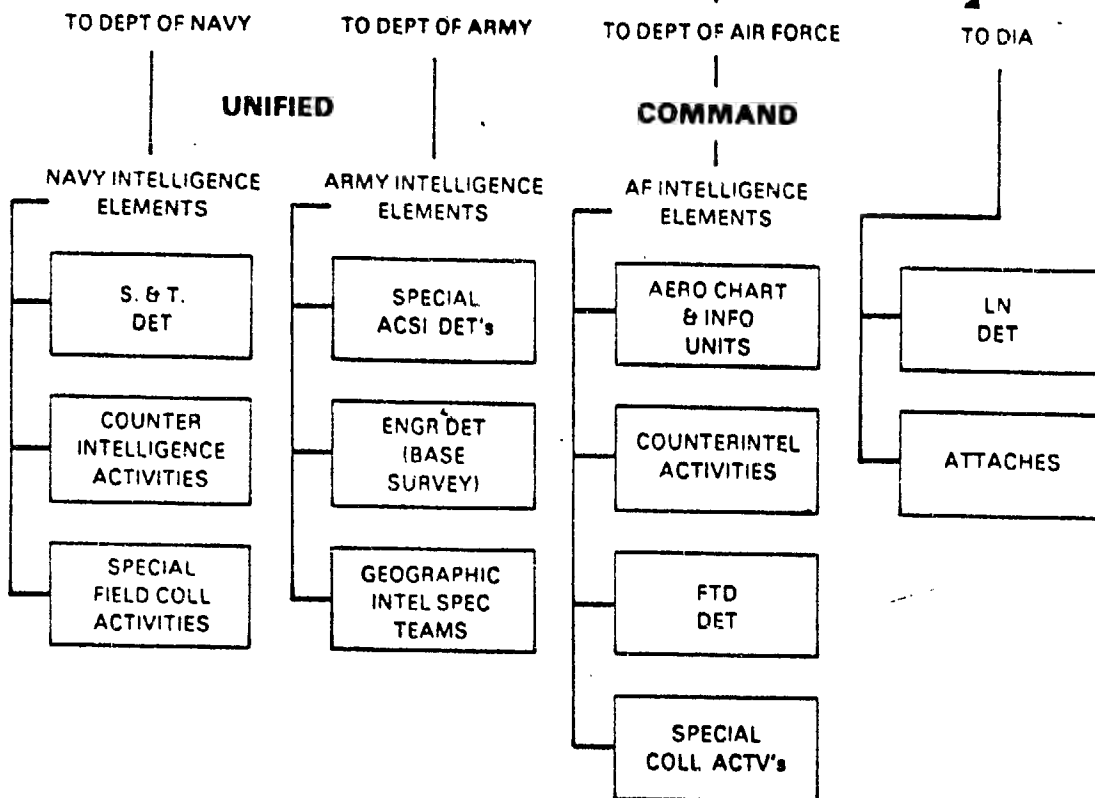 TO DEPT OF NAVY
TO DEPT OF ARMY
TO DEPT OF AIR FORCE
TO DIA
UNIFIED
COMMAND
NAVY INTELLIGENCE
ELEMENTS
S. & T.
DET
COUNTER
INTELLIGENCE
ACTIVITIES
SPECIAL
FIELD COLL
ACTIVITIES
ARMY INTELLIGENCE
ELEMENTS
SPECIAL
ACSI DET's
ENGR DET
(BASE
SURVEY)
GEOGRAPHIC
INTEL SPEC
TEAMS
AF INTELLIGENCE
ELEMENTS
AERO CHART
& INFO
UNITS
COUNTERINTEL
ACTIVITIES
FTD
DET
SPECIAL
COLL ACTV's
LN
DET
ATTACHES